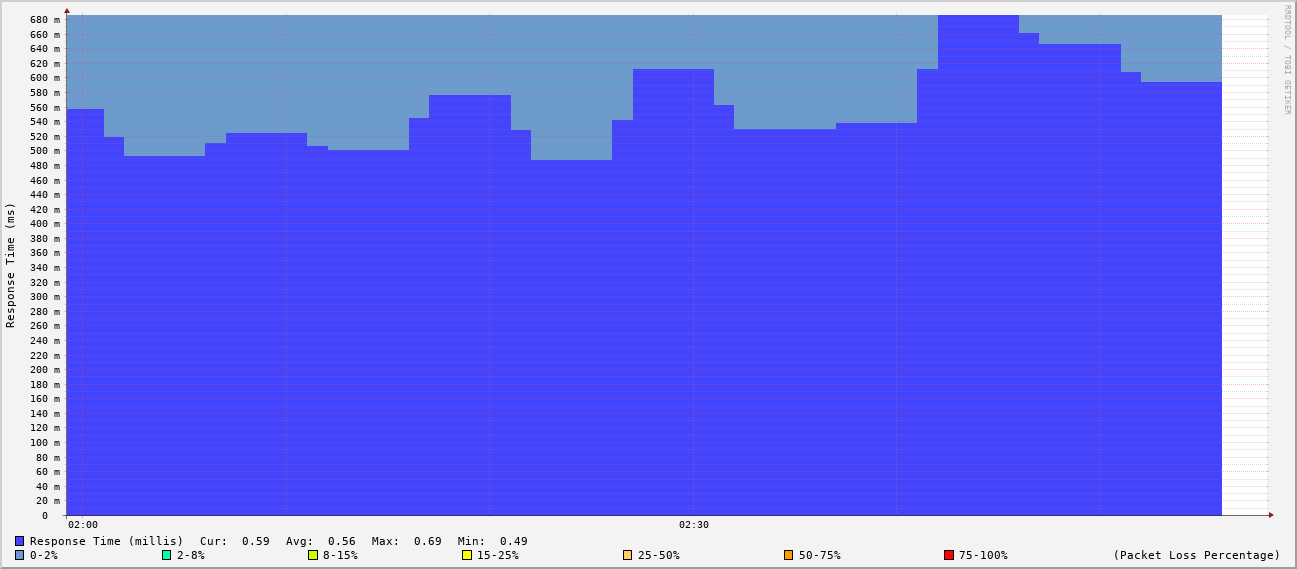 RRDTOOL / TOBI OETIKER
Response Time (ms)
680 m
660 m
640 m
620 m
600 m
580 m
560 m
540 m
520 m
500 m
480 m
460 m
440 m
420 m
400 m
380 m
360 m
340 m
320 m
300 m
280 m
260 m
240 m
220 m
200 m
180 m
160 m
140 m
120 m
100 m
80 m
60 m
40 m
20 m
0
02:00 02:30
Response Time (millis) Cur: 0.59 Avg: 0.56 Max: 0.69 Min: 0.49
0-2% 2-8% 8-15% 15-25% 25-50% 50-75% 75-100% (Packet Loss Percentage)